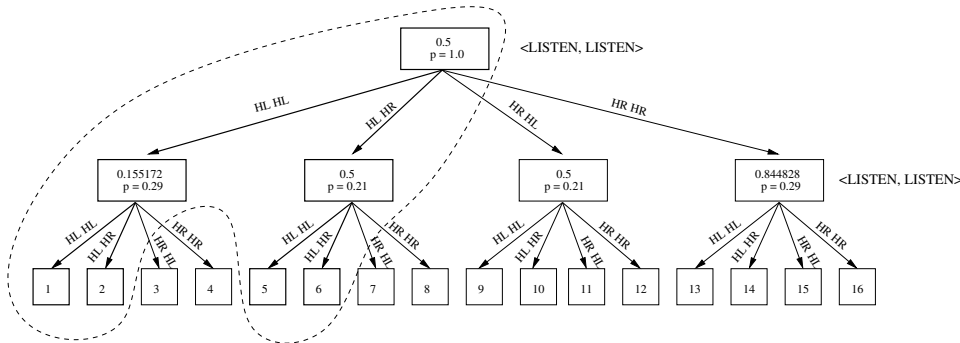 0.5
p = 1.0
<LISTEN, LISTEN>
HL HL
HL HR
HR HL
HR HR
0.155172
p = 0.29
0.5
p = 0.21
0.5
p = 0.21
0.844828
p = 0.29
<LISTEN, LISTEN>
HL HL
HL HR
HR HL
HR HR
HL HL
HL HR
HR HL
HR HR
HL HL
HL HR
HR HL
HR HR
HL HL
HL HR
HR HL
HR HR
1
2
3
4
5
6
7
8
9
10
11
12
13
14
15
16